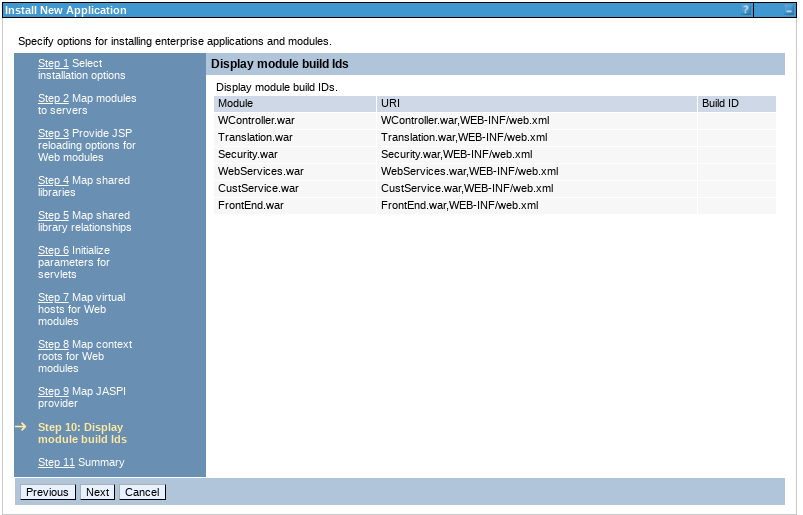 Install New Application ? –
Specify options for installing enterprise applications and modules.
Step 1 Select
installation options
Step 2 Map modules
to servers
Step 3 Provide JSP
reloading options for
Web modules
Step 4 Map shared
libraries
Step 5 Map shared
library relationships
Step 6 Initialize
parameters for
servlets
Step 7 Map virtual
hosts for Web
modules
Step 8 Map context
roots for Web
modules
Step 9 Map JASPI
provider
Step 10: Display
module build Ids
Step 11 Summary
Display module build Ids
Display module build IDs.
Module URI Build ID
WController.war WController.war,WEB-INF/web.xml
Translation.war Translation.war,WEB-INF/web.xml
Security.war Security.war,WEB-INF/web.xml
WebServices.war WebServices.war,WEB-INF/web.xml
CustService.war CustService.war,WEB-INF/web.xml
FrontEnd.war FrontEnd.war,WEB-INF/web.xml
Previous Next Cancel